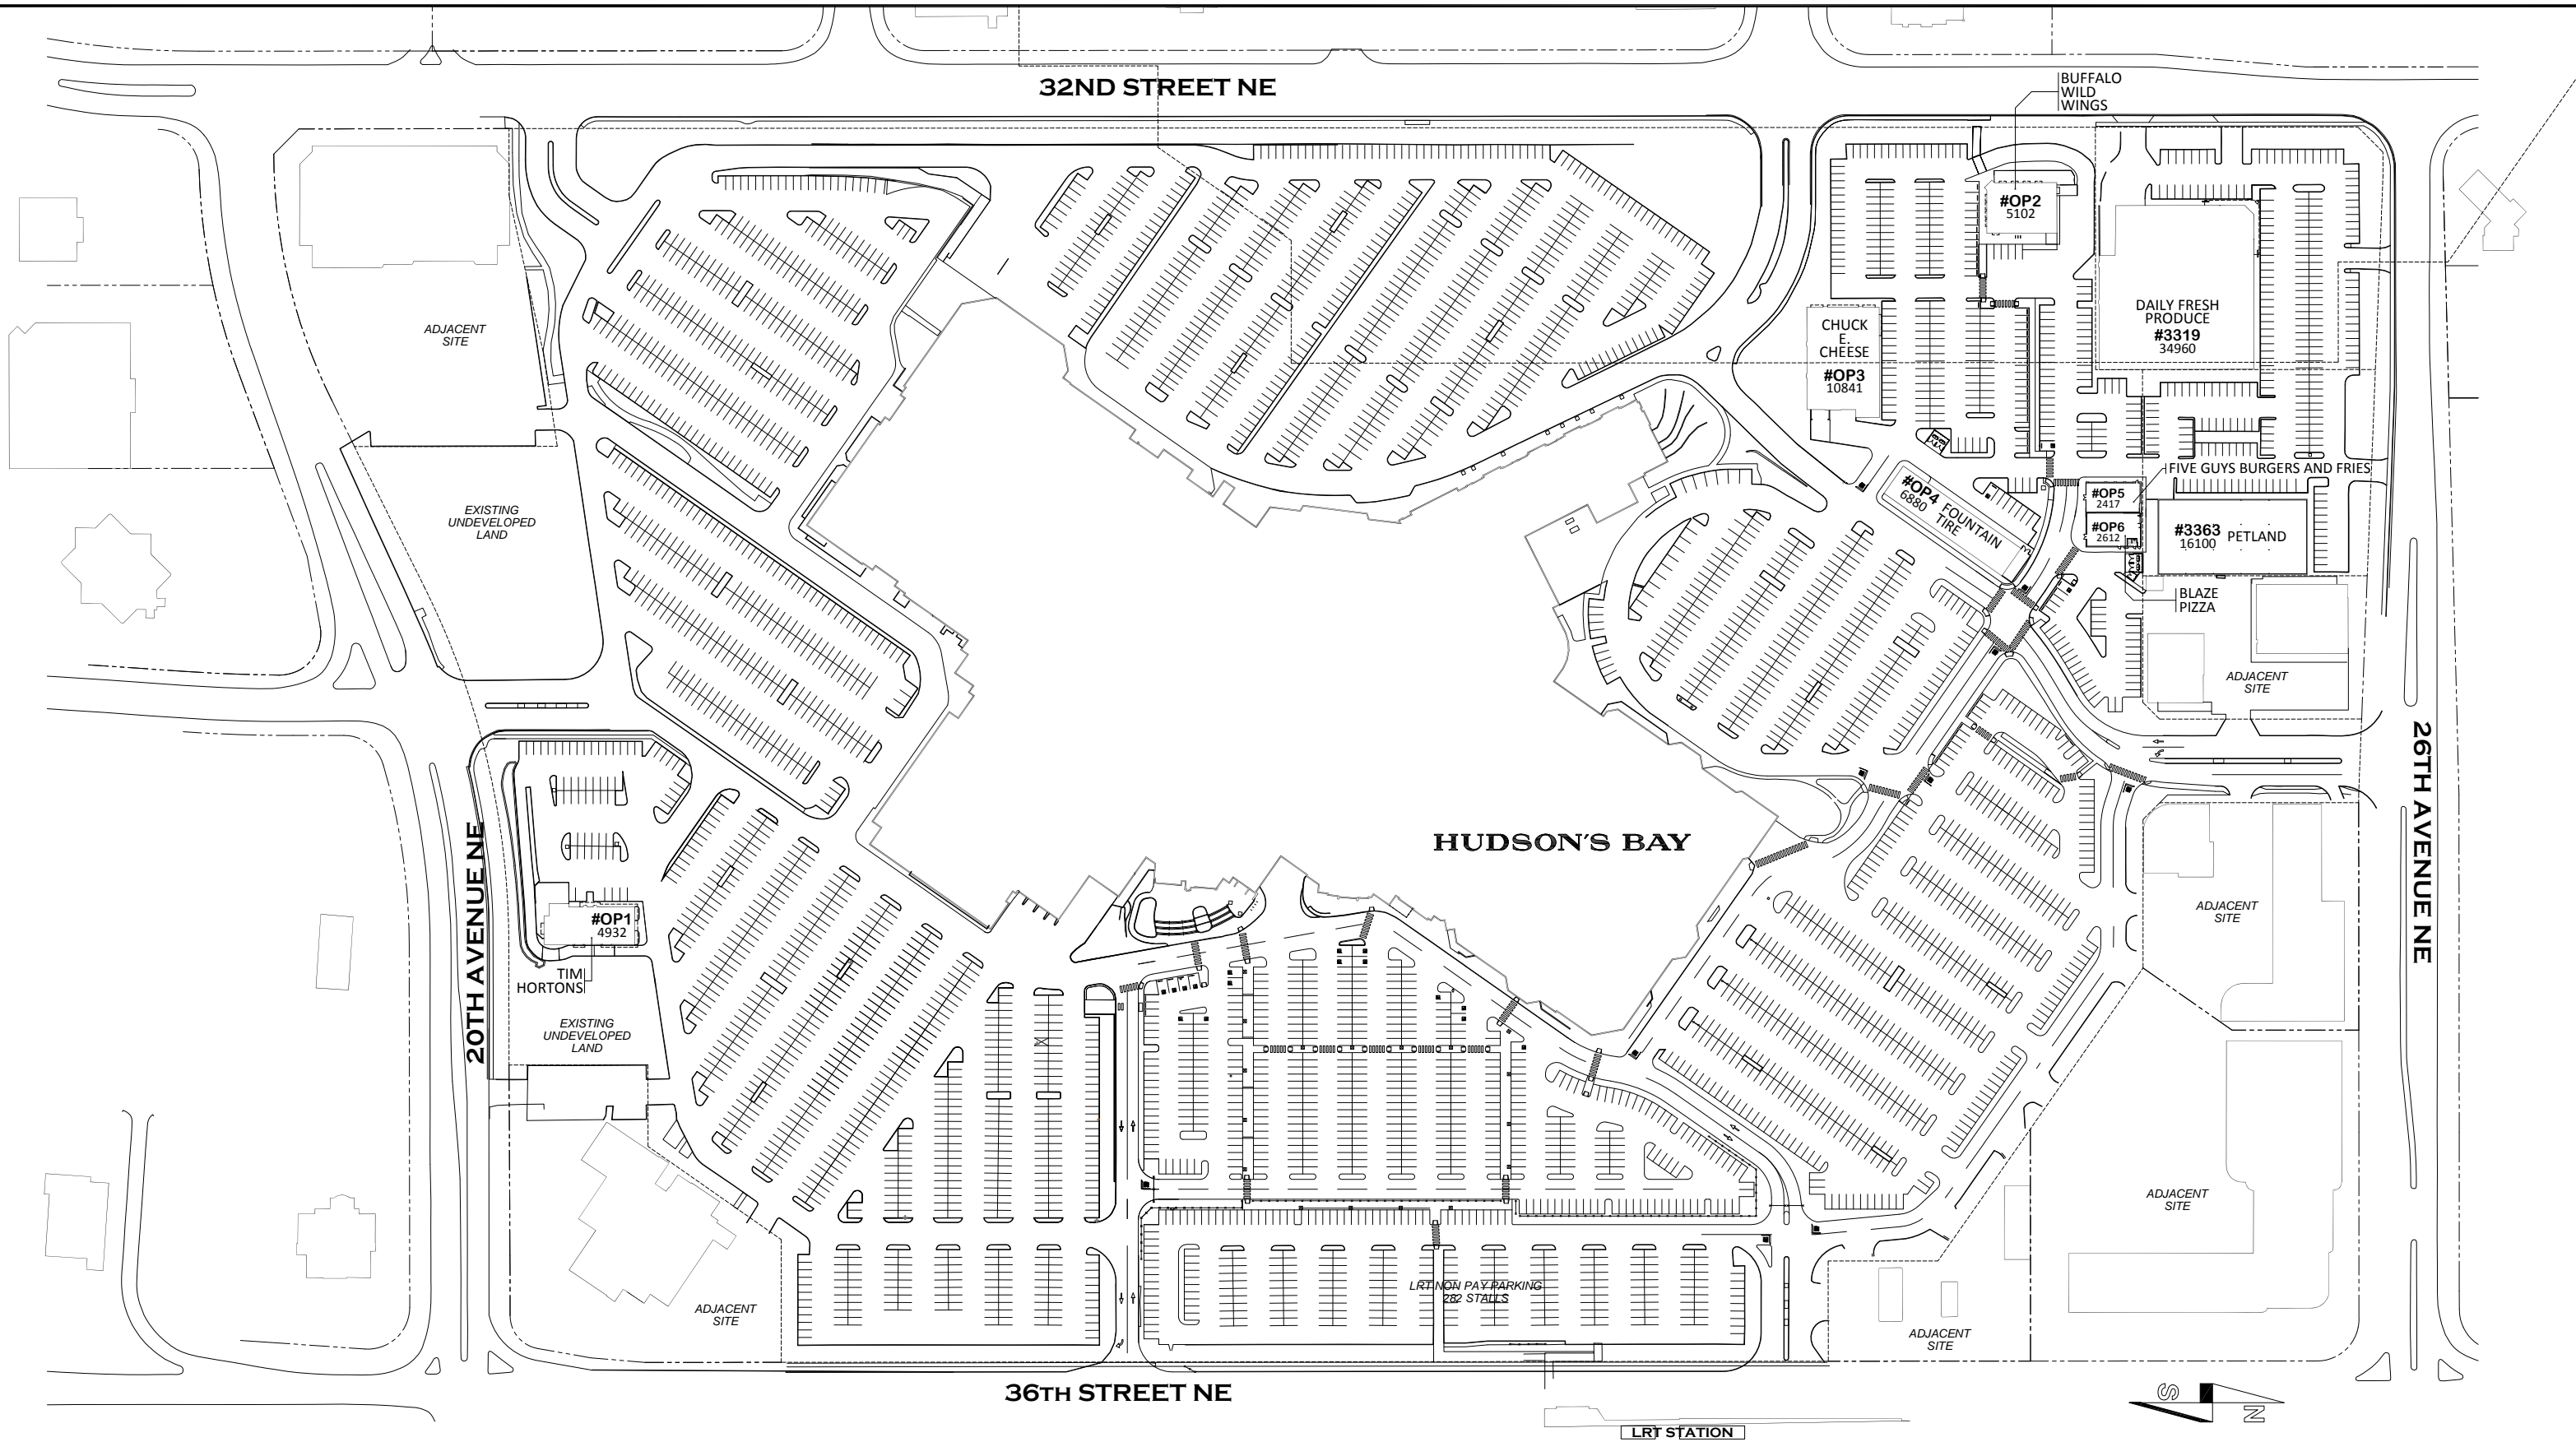 32ND STREET NE
BUFFALO
WILD
WINGS
#OP2
5102
ADJACENT
SITE
CHUCK
E.
CHEESE
#OP3
10841
DAILY FRESH
PRODUCE
#3319
34960
EXISTING
UNDEVELOPED
LAND
#OP4 FOUNTAIN
6880 TIRE
FIVE GUYS BURGERS AND FRIES
#OP5
2417
#OP6
2612
#3363 PETLAND
16100
BLAZE
PIZZA
ADJACENT
SITE
26TH AVENUE NE
HUDSON'S BAY
20TH AVENUE NE
#OP1
4932
TIM
HORTONS
EXISTING
UNDEVELOPED
LAND
ADJACENT
SITE
ADJACENT
SITE
LRT NON PAY PARKING
282 STALLS
ADJACENT
SITE
ADJACENT
SITE
36TH STREET NE
S
N
LRT STATION